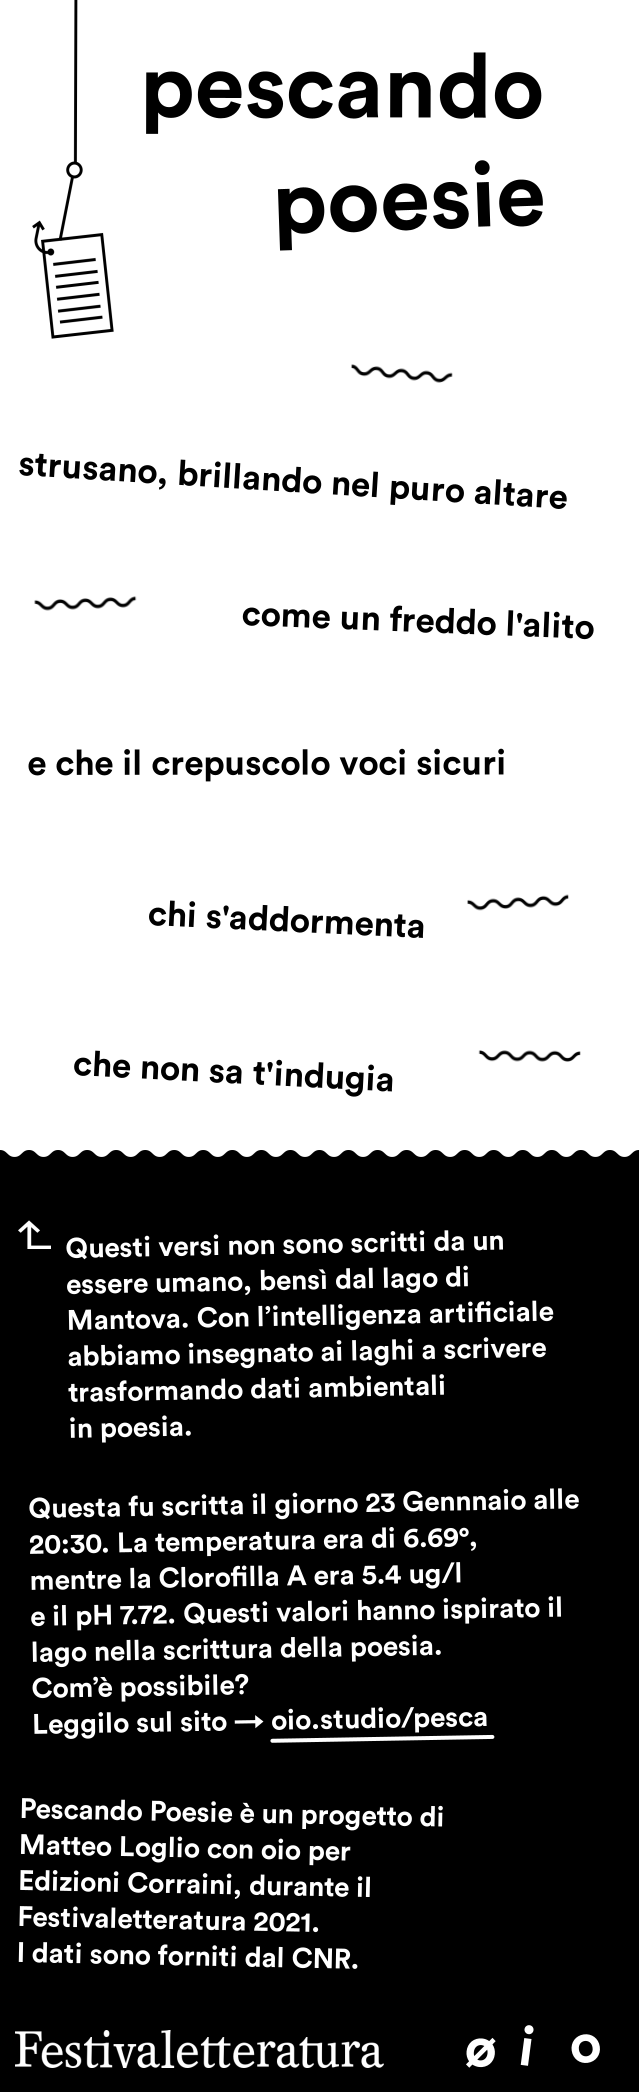 pescando
poesie
strusano, brillando nel puro altare
come un freddo l'alito
e che il crepuscolo voci sicuri
chi s'addormenta
che non sa t'indugia
Questi versi non sono scritti da un
essere umano, bensì dal lago di
Mantova. Con l’intelligenza artificiale
abbiamo insegnato ai laghi a scrivere
trasformando dati ambientali
in poesia.
Questa fu scritta il giorno 23 Gennnaio alle
20:30. La temperatura era di 6.69°,
mentre la Clorofilla A era 5.4 ug/l
e il pH 7.72. Questi valori hanno ispirato il
lago nella scrittura della poesia.
Com’è possibile?
Leggilo sul sito → oio.studio/pesca
Pescando Poesie è un progetto di
Matteo Loglio con oio per
Edizioni Corraini, durante il
Festivaletteratura 2021.
I dati sono forniti dal CNR.
Festivaletteratura ø i o